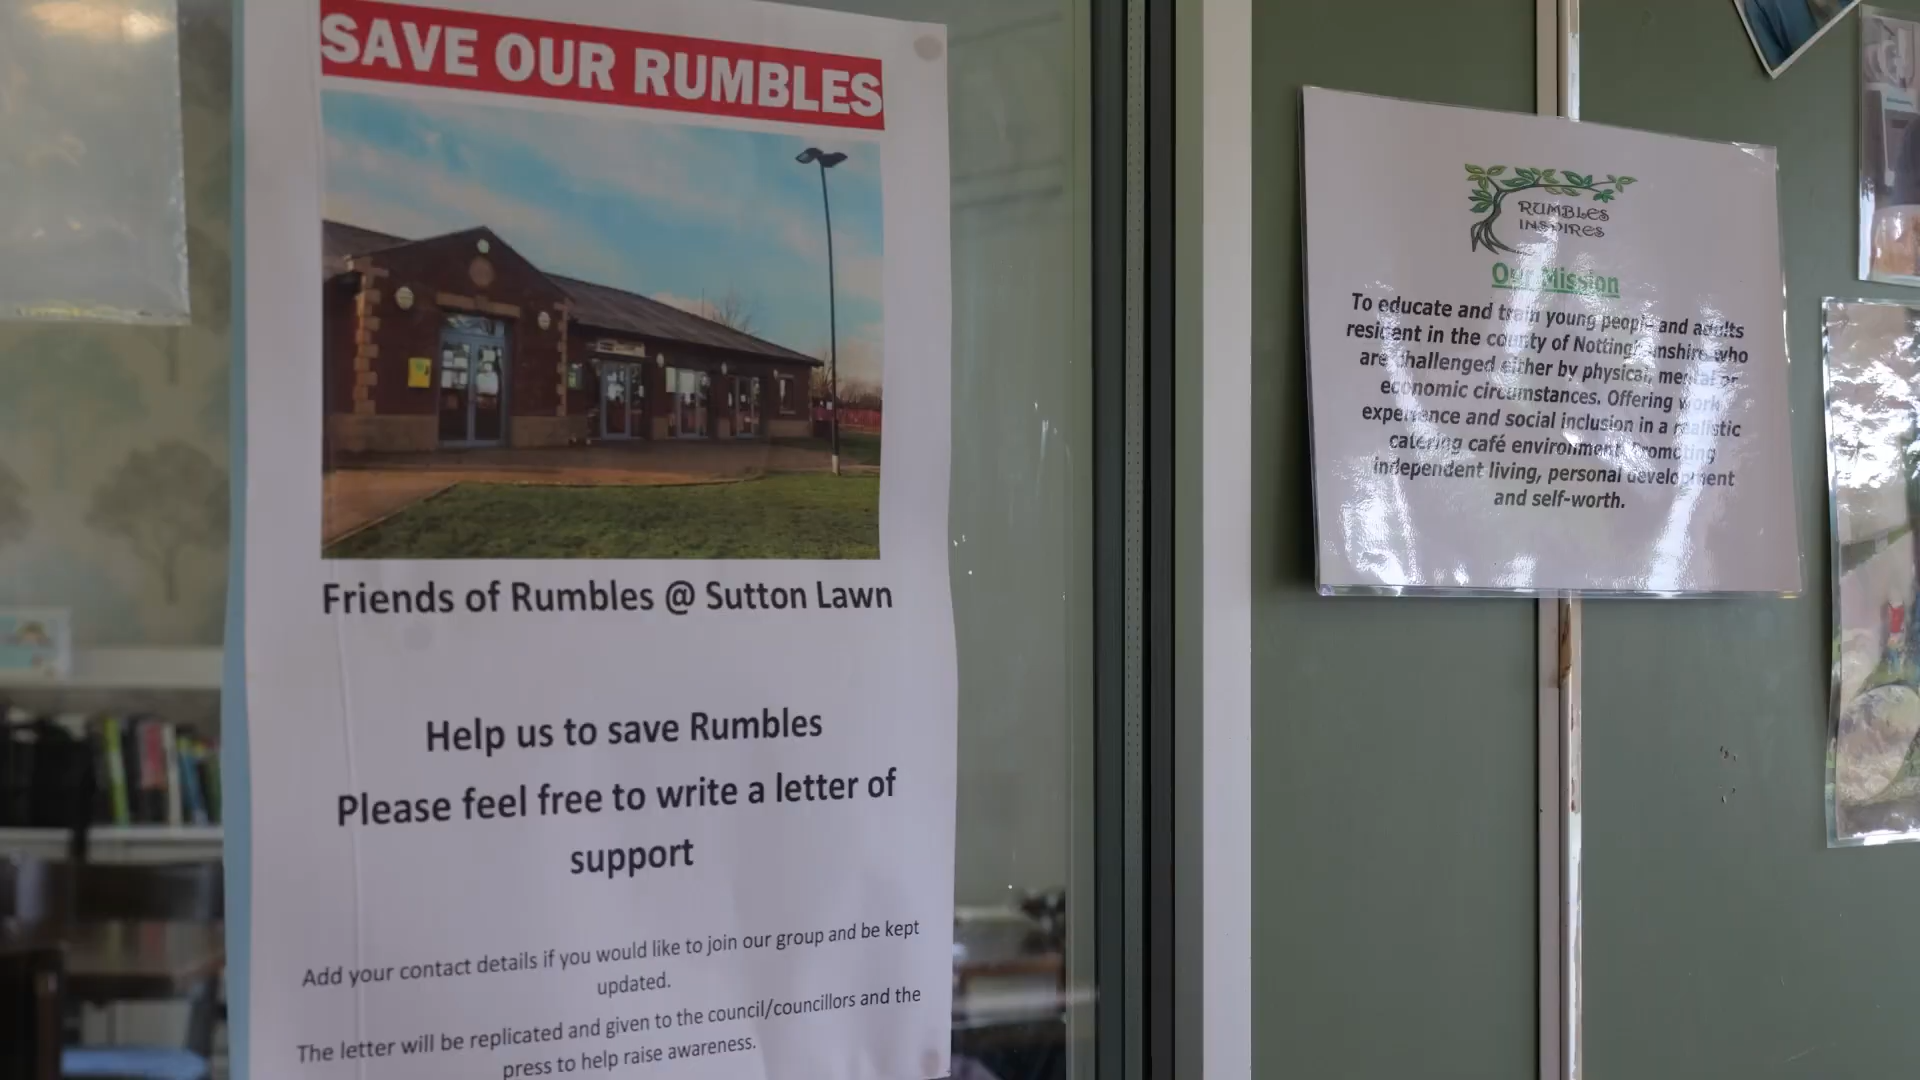 SAVE OUR RUMBLES
Friends of Rumbles @ Sutton Lawn
Help us to save Rumbles
Please feel free to write a letter of
support
Add your contact details if you would like to join our group and be kept
updated.
The letter will be replicated and given to the council/councillors and the
press to help raise awareness.
RUMBLES
INSPIRES
Our Mission
To educate and train young people and adults
resident in the county of Nottinghamshire who
are challenged either by physical, mental or
economic circumstances. Offering work
experience and social inclusion in a realistic
catering café environment. Promoting
independent living, personal development
and self-worth.